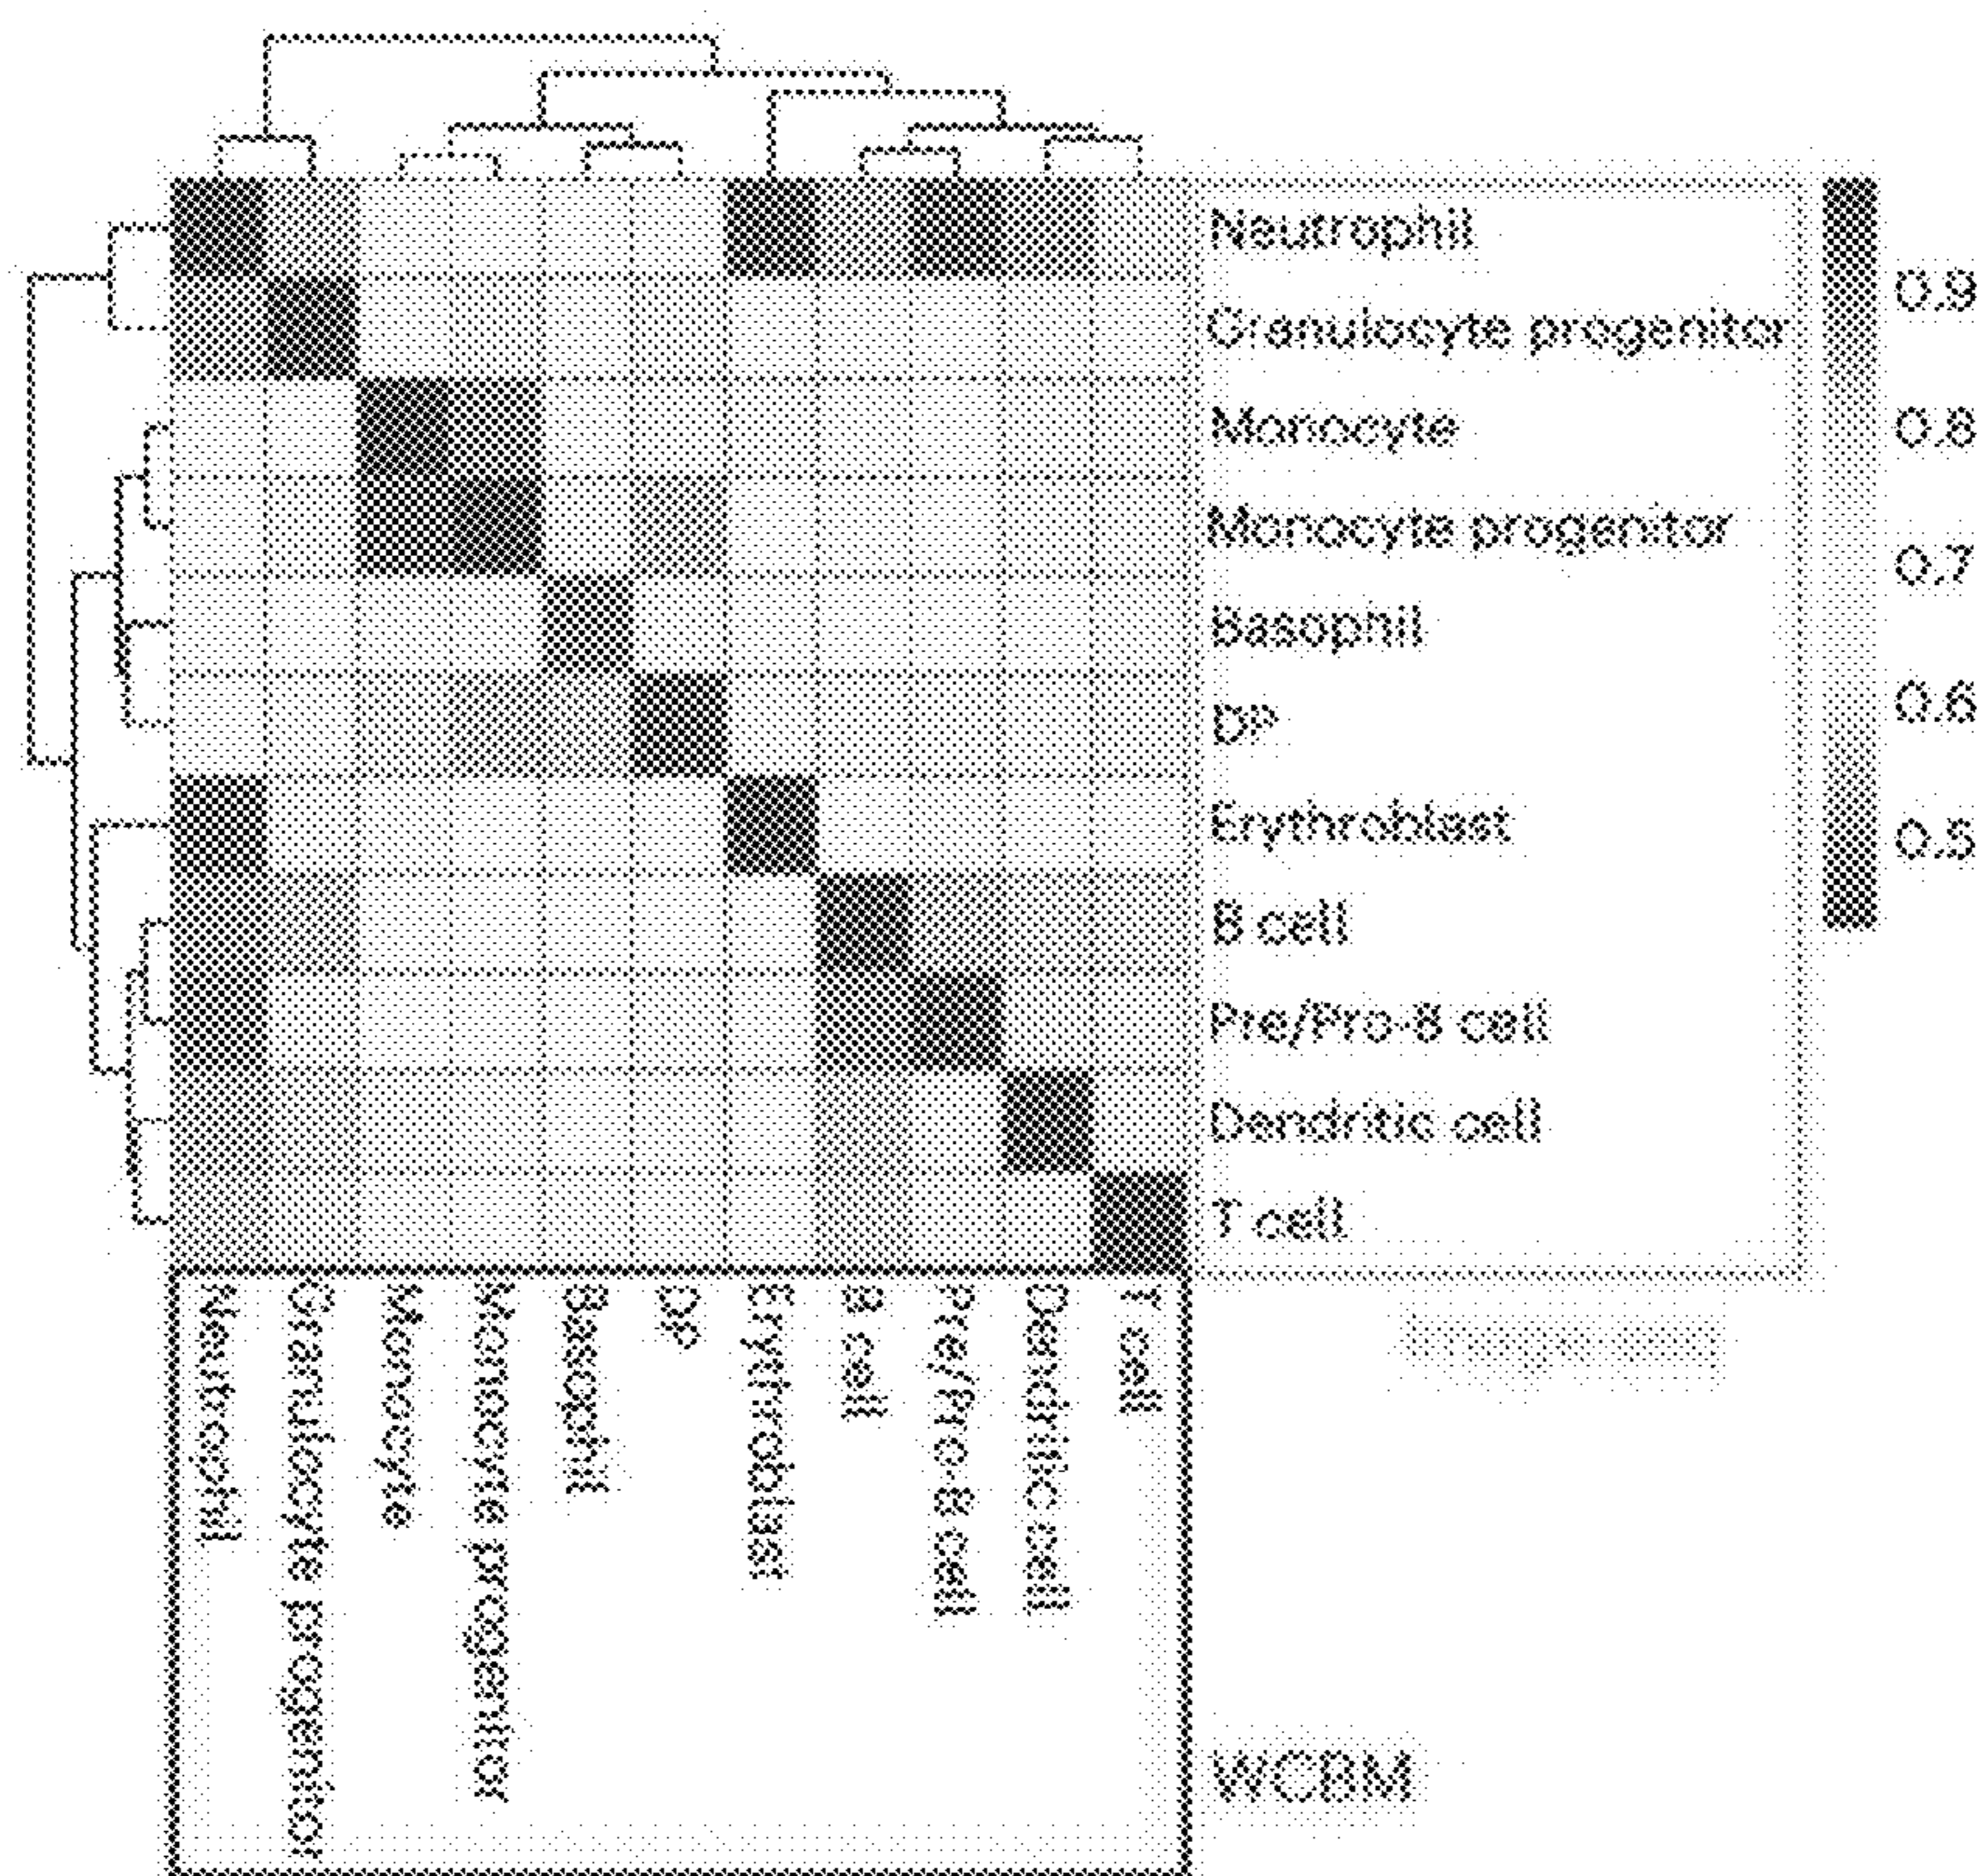 Neutrophil
Granulocyte progenitor
Monocyte
Monocyte progenitor
Basophil
DP
Erythroblast
B cell
Pre/Pro-B cell
Dendritic cell
T cell
0.9
0.8
0.7
0.6
0.5
Neutrophil
Granulocyte progenitor
Monocyte
Monocyte progenitor
Basophil
DP
Erythroblast
B cell
Pre/Pro-B cell
Dendritic cell
T cell
WCBM